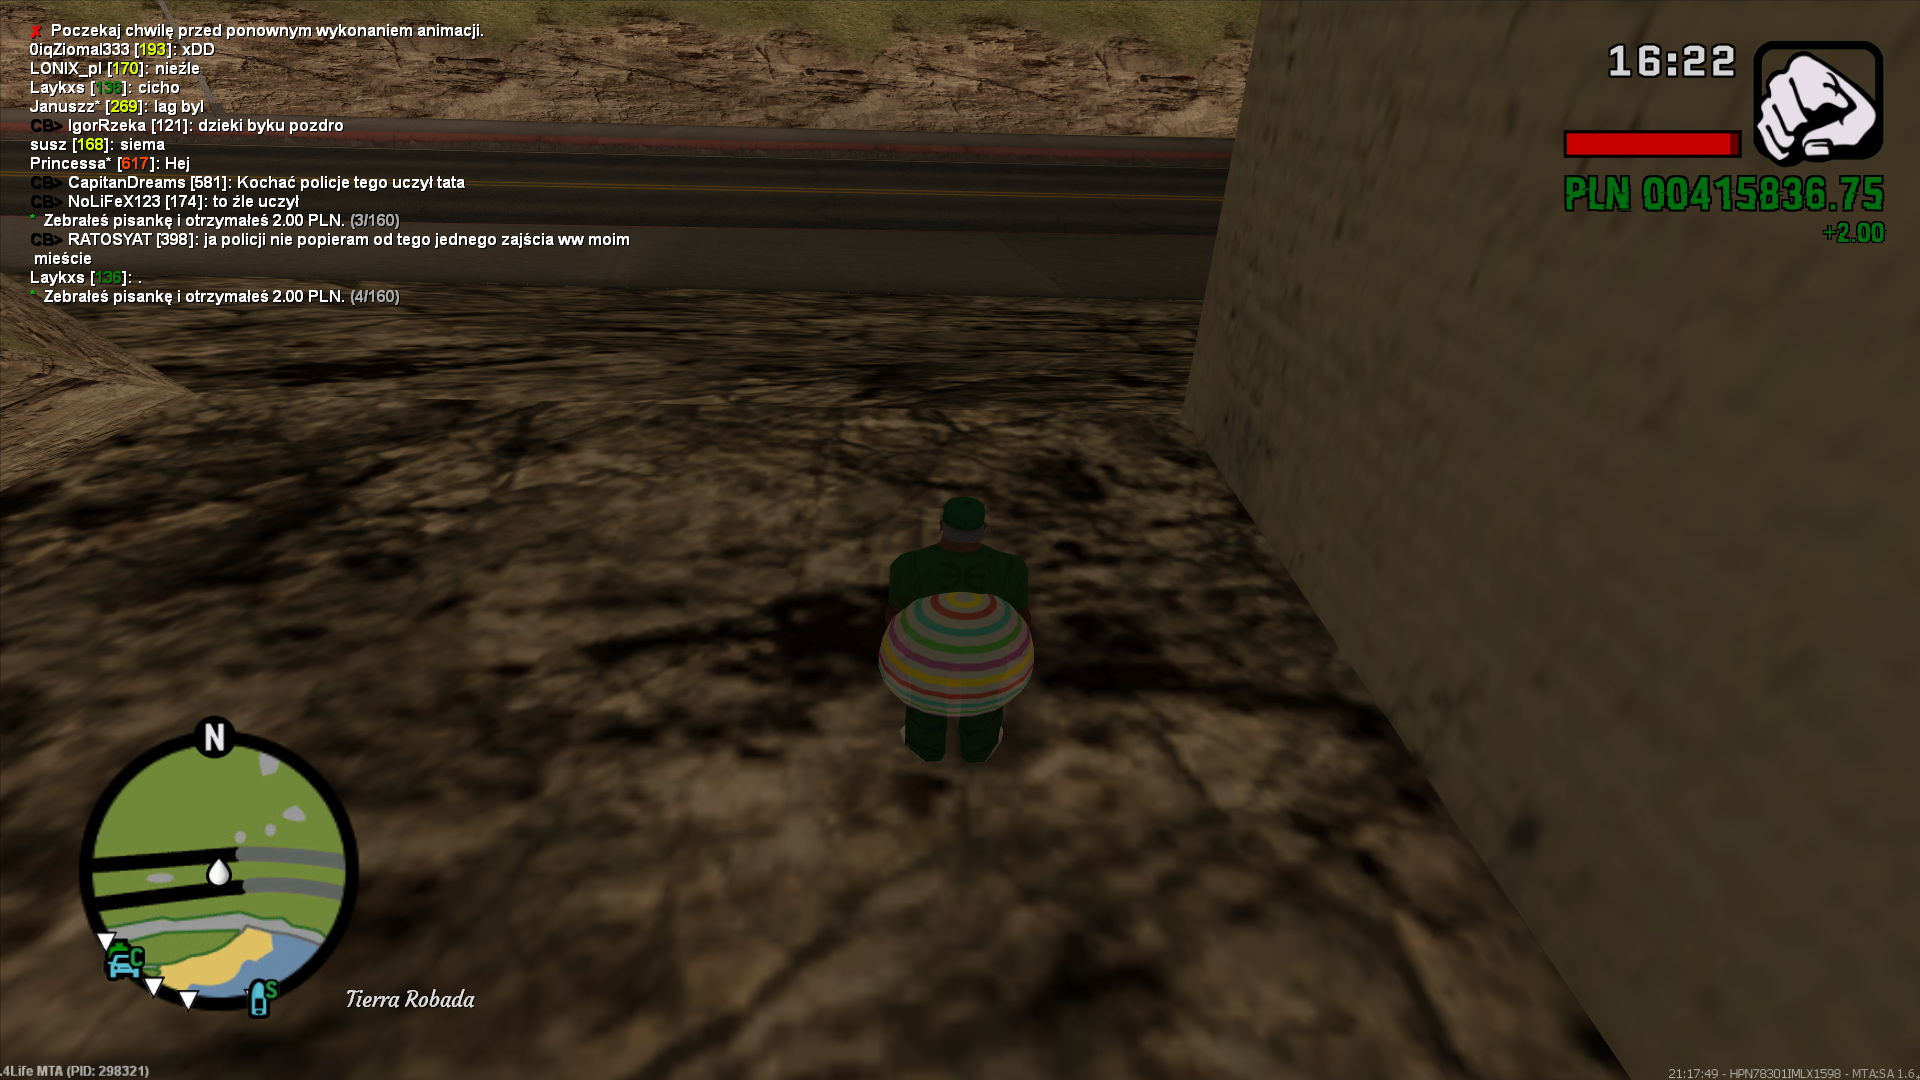 ✘ Poczekaj chwilę przed ponownym wykonaniem animacji.
0iqZiomal333 [193]: xDD
LONIX_pl [170]: nieźle
Laykxs [136]: cicho
Januszz* [269]: lag byl
CB> IgorRzeka [121]: dzieki byku pozdro
susz [168]: siema
Princessa* [617]: Hej
CB> CapitanDreams [581]: Kochać policje tego uczył tata
CB> NoLiFeX123 [174]: to źle uczył
* Zebrałeś pisankę i otrzymałeś 2.00 PLN. (3/160)
CB> RATOSYAT [398]: ja policji nie popieram od tego jednego zajścia ww moim
mieście
Laykxs [136]: .
* Zebrałeś pisankę i otrzymałeś 2.00 PLN. (4/160)
16:22
PLN 00415836.75
+2.00
N
C
S
Tierra Robada
.4Life MTA (PID: 298321)
21:17:49 - HPN78301IMLX1598 - MTA:SA 1.6